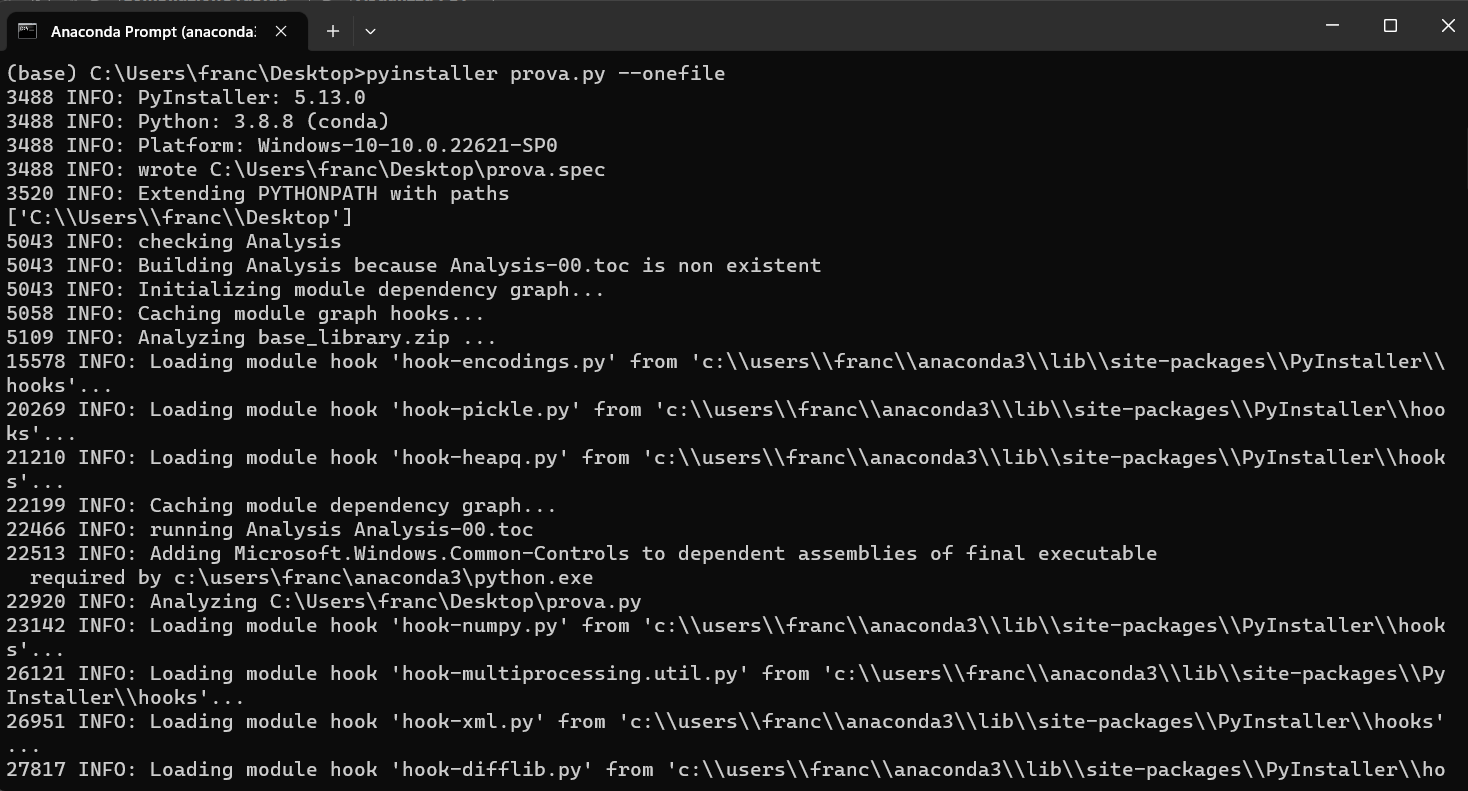 Anaconda Prompt (anaconda3
(base) C:\Users\franc\Desktop>pyinstaller prova.py --onefile
3488 INFO: PyInstaller: 5.13.0
3488 INFO: Python: 3.8.8 (conda)
3488 INFO: Platform: Windows-10-10.0.22621-SP0
3488 INFO: wrote C:\Users\franc\Desktop\prova.spec
3520 INFO: Extending PYTHONPATH with paths
['C:\\Users\\franc\\Desktop']
5043 INFO: checking Analysis
5043 INFO: Building Analysis because Analysis-00.toc is non existent
5043 INFO: Initializing module dependency graph...
5058 INFO: Caching module graph hooks...
5109 INFO: Analyzing base_library.zip ...
15578 INFO: Loading module hook 'hook-encodings.py' from 'c:\\users\\franc\\anaconda3\\lib\\site-packages\\PyInstaller\\
hooks'...
20269 INFO: Loading module hook 'hook-pickle.py' from 'c:\\users\\franc\\anaconda3\\lib\\site-packages\\PyInstaller\\hoo
ks'...
21210 INFO: Loading module hook 'hook-heapq.py' from 'c:\\users\\franc\\anaconda3\\lib\\site-packages\\PyInstaller\\hook
s'...
22199 INFO: Caching module dependency graph...
22466 INFO: running Analysis Analysis-00.toc
22513 INFO: Adding Microsoft.Windows.Common-Controls to dependent assemblies of final executable
  required by c:\users\franc\anaconda3\python.exe
22920 INFO: Analyzing C:\Users\franc\Desktop\prova.py
23142 INFO: Loading module hook 'hook-numpy.py' from 'c:\\users\\franc\\anaconda3\\lib\\site-packages\\PyInstaller\\hook
s'...
26121 INFO: Loading module hook 'hook-multiprocessing.util.py' from 'c:\\users\\franc\\anaconda3\\lib\\site-packages\\Py
Installer\\hooks'...
26951 INFO: Loading module hook 'hook-xml.py' from 'c:\\users\\franc\\anaconda3\\lib\\site-packages\\PyInstaller\\hooks'
...
27817 INFO: Loading module hook 'hook-difflib.py' from 'c:\\users\\franc\\anaconda3\\lib\\site-packages\\PyInstaller\\ho